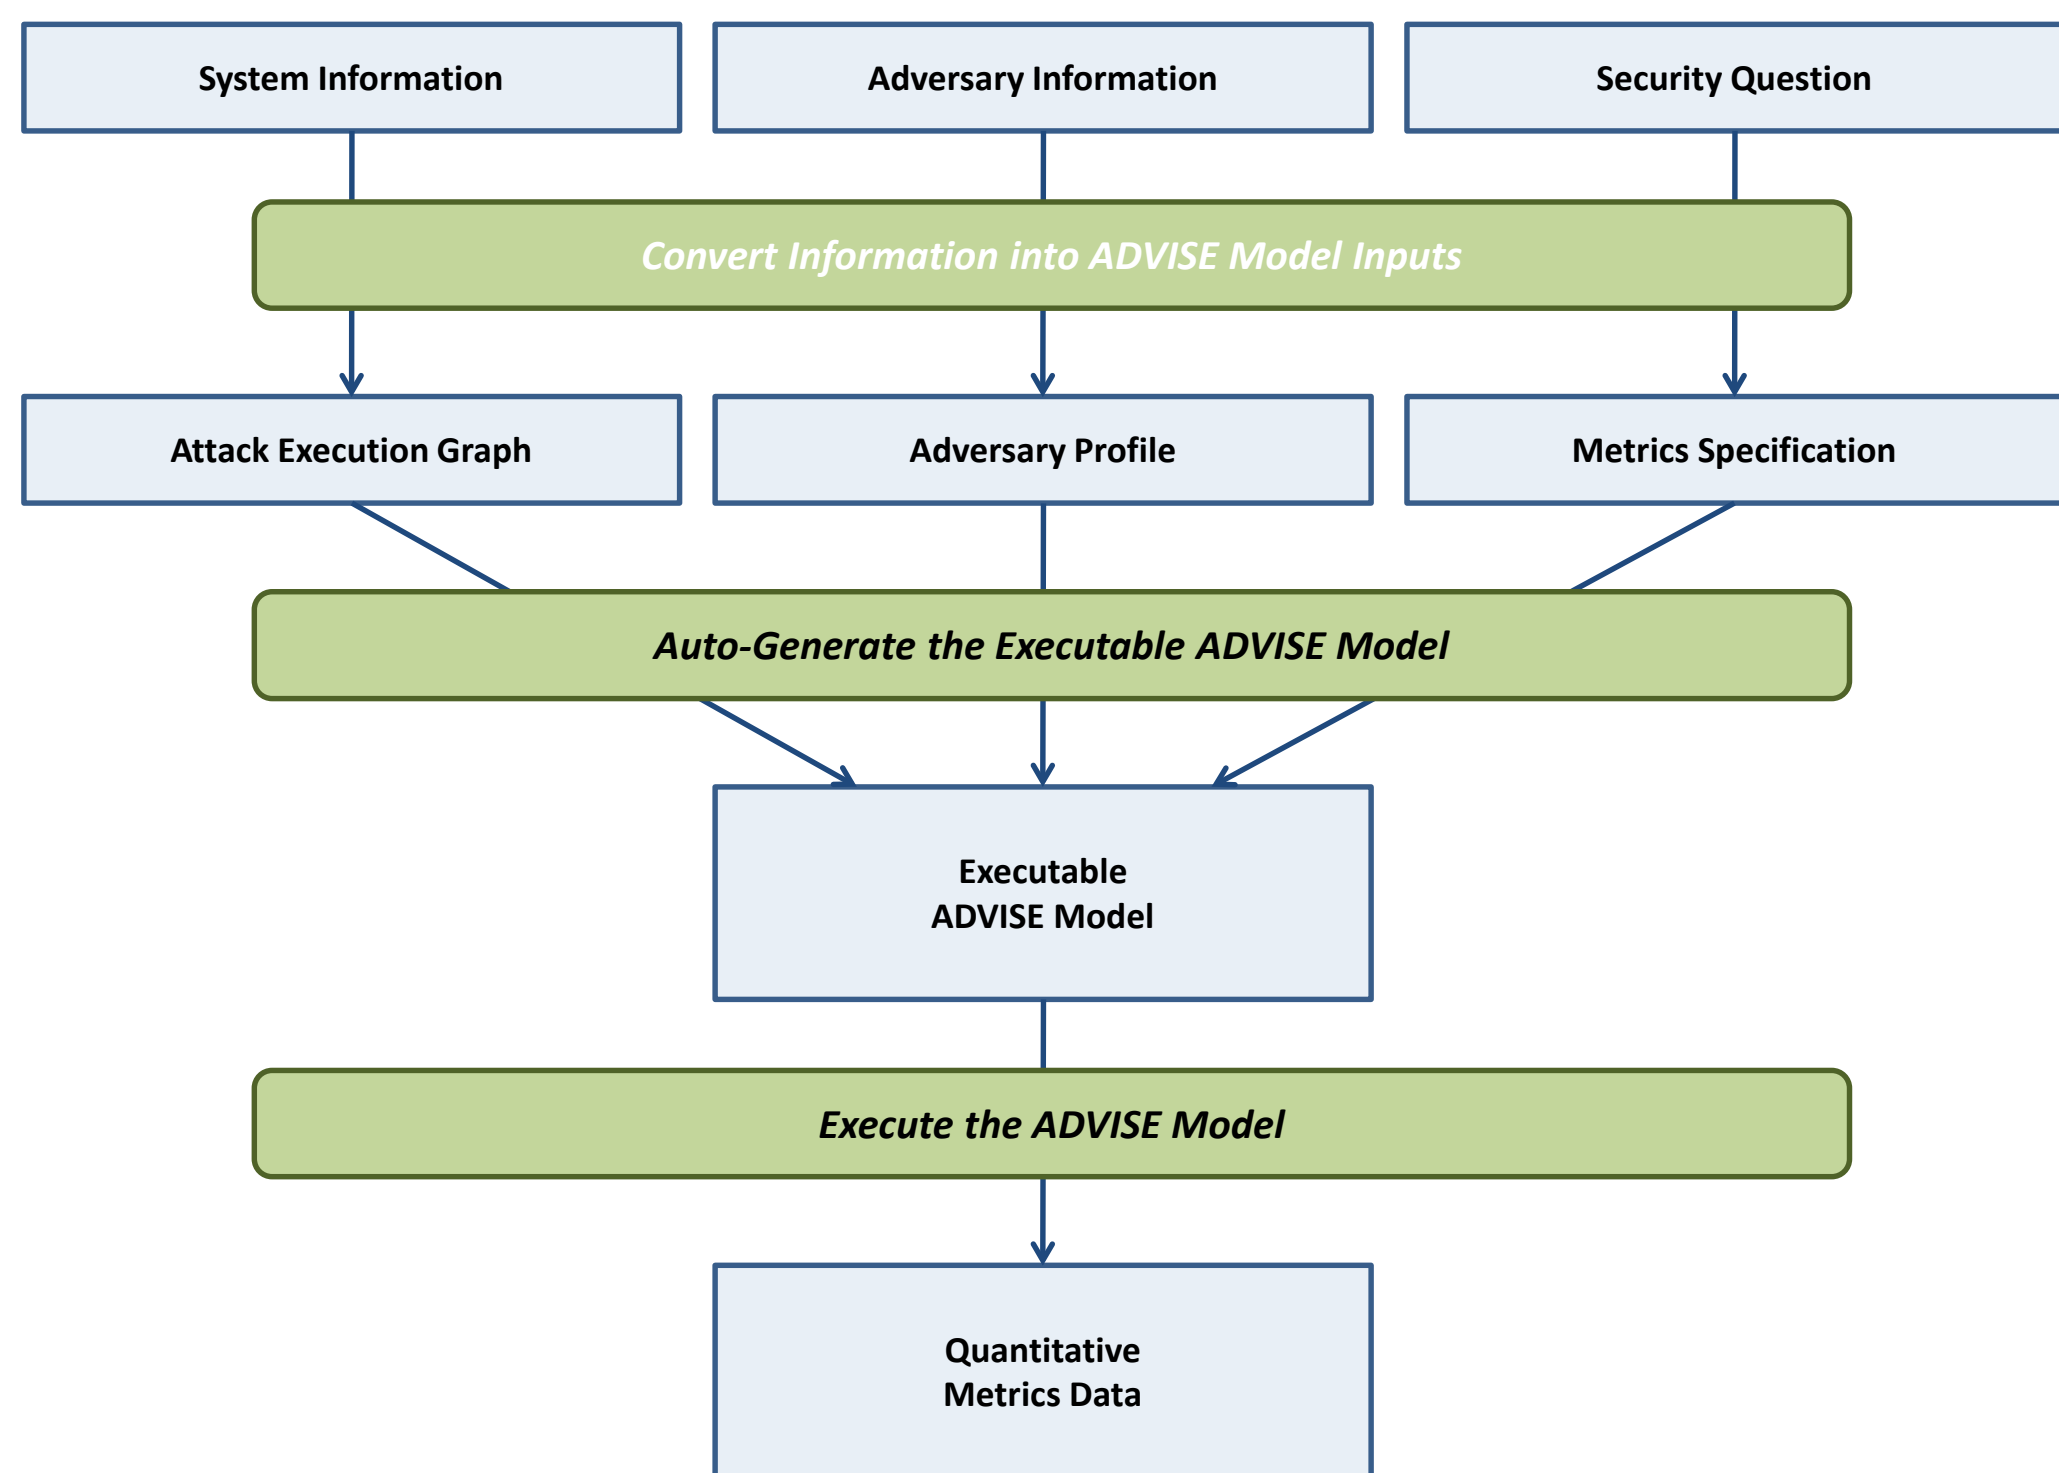 System Information
Adversary Information
Security Question
Convert Information into ADVISE Model Inputs
Attack Execution Graph
Adversary Profile
Metrics Specification
Auto-Generate the Executable ADVISE Model
Executable
ADVISE Model
Execute the ADVISE Model
Quantitative
Metrics Data